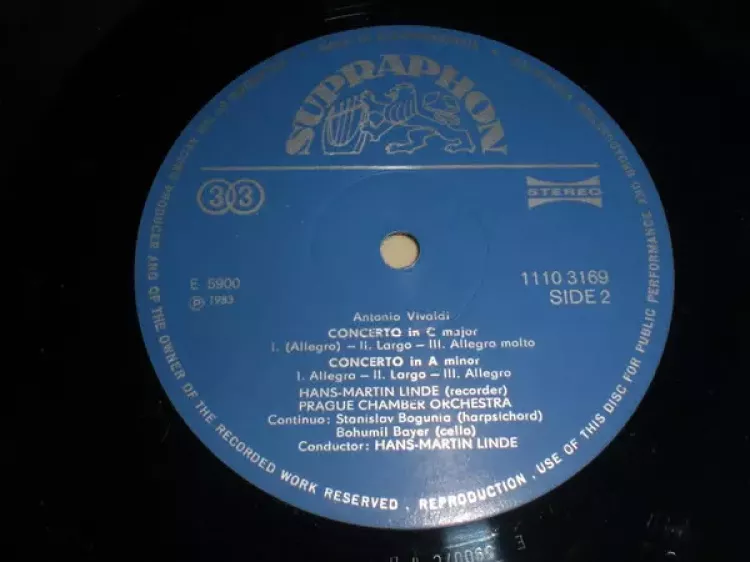 SUPRAPHON
33
STEREO
E 5900
℗ 1983
1110 3169
SIDE 2
Antonio Vivaldi
CONCERTO in C major
I. (Allegro) – II. Largo – III. Allegro molto
CONCERTO in A minor
I. Allegro – II. Largo – III. Allegro
HANS-MARTIN LINDE (recorder)
PRAGUE CHAMBER ORCHESTRA
Continuo: Stanislav Bogunia (harpsichord)
Bohumil Bayer (cello)
Conductor: HANS-MARTIN LINDE
RECORD PRODUCER AND OF THE OWNER OF THE RECORDED WORK RESERVED . REPRODUCTION . USE OF THIS DISC FOR PUBLIC PERFORMANCE AND